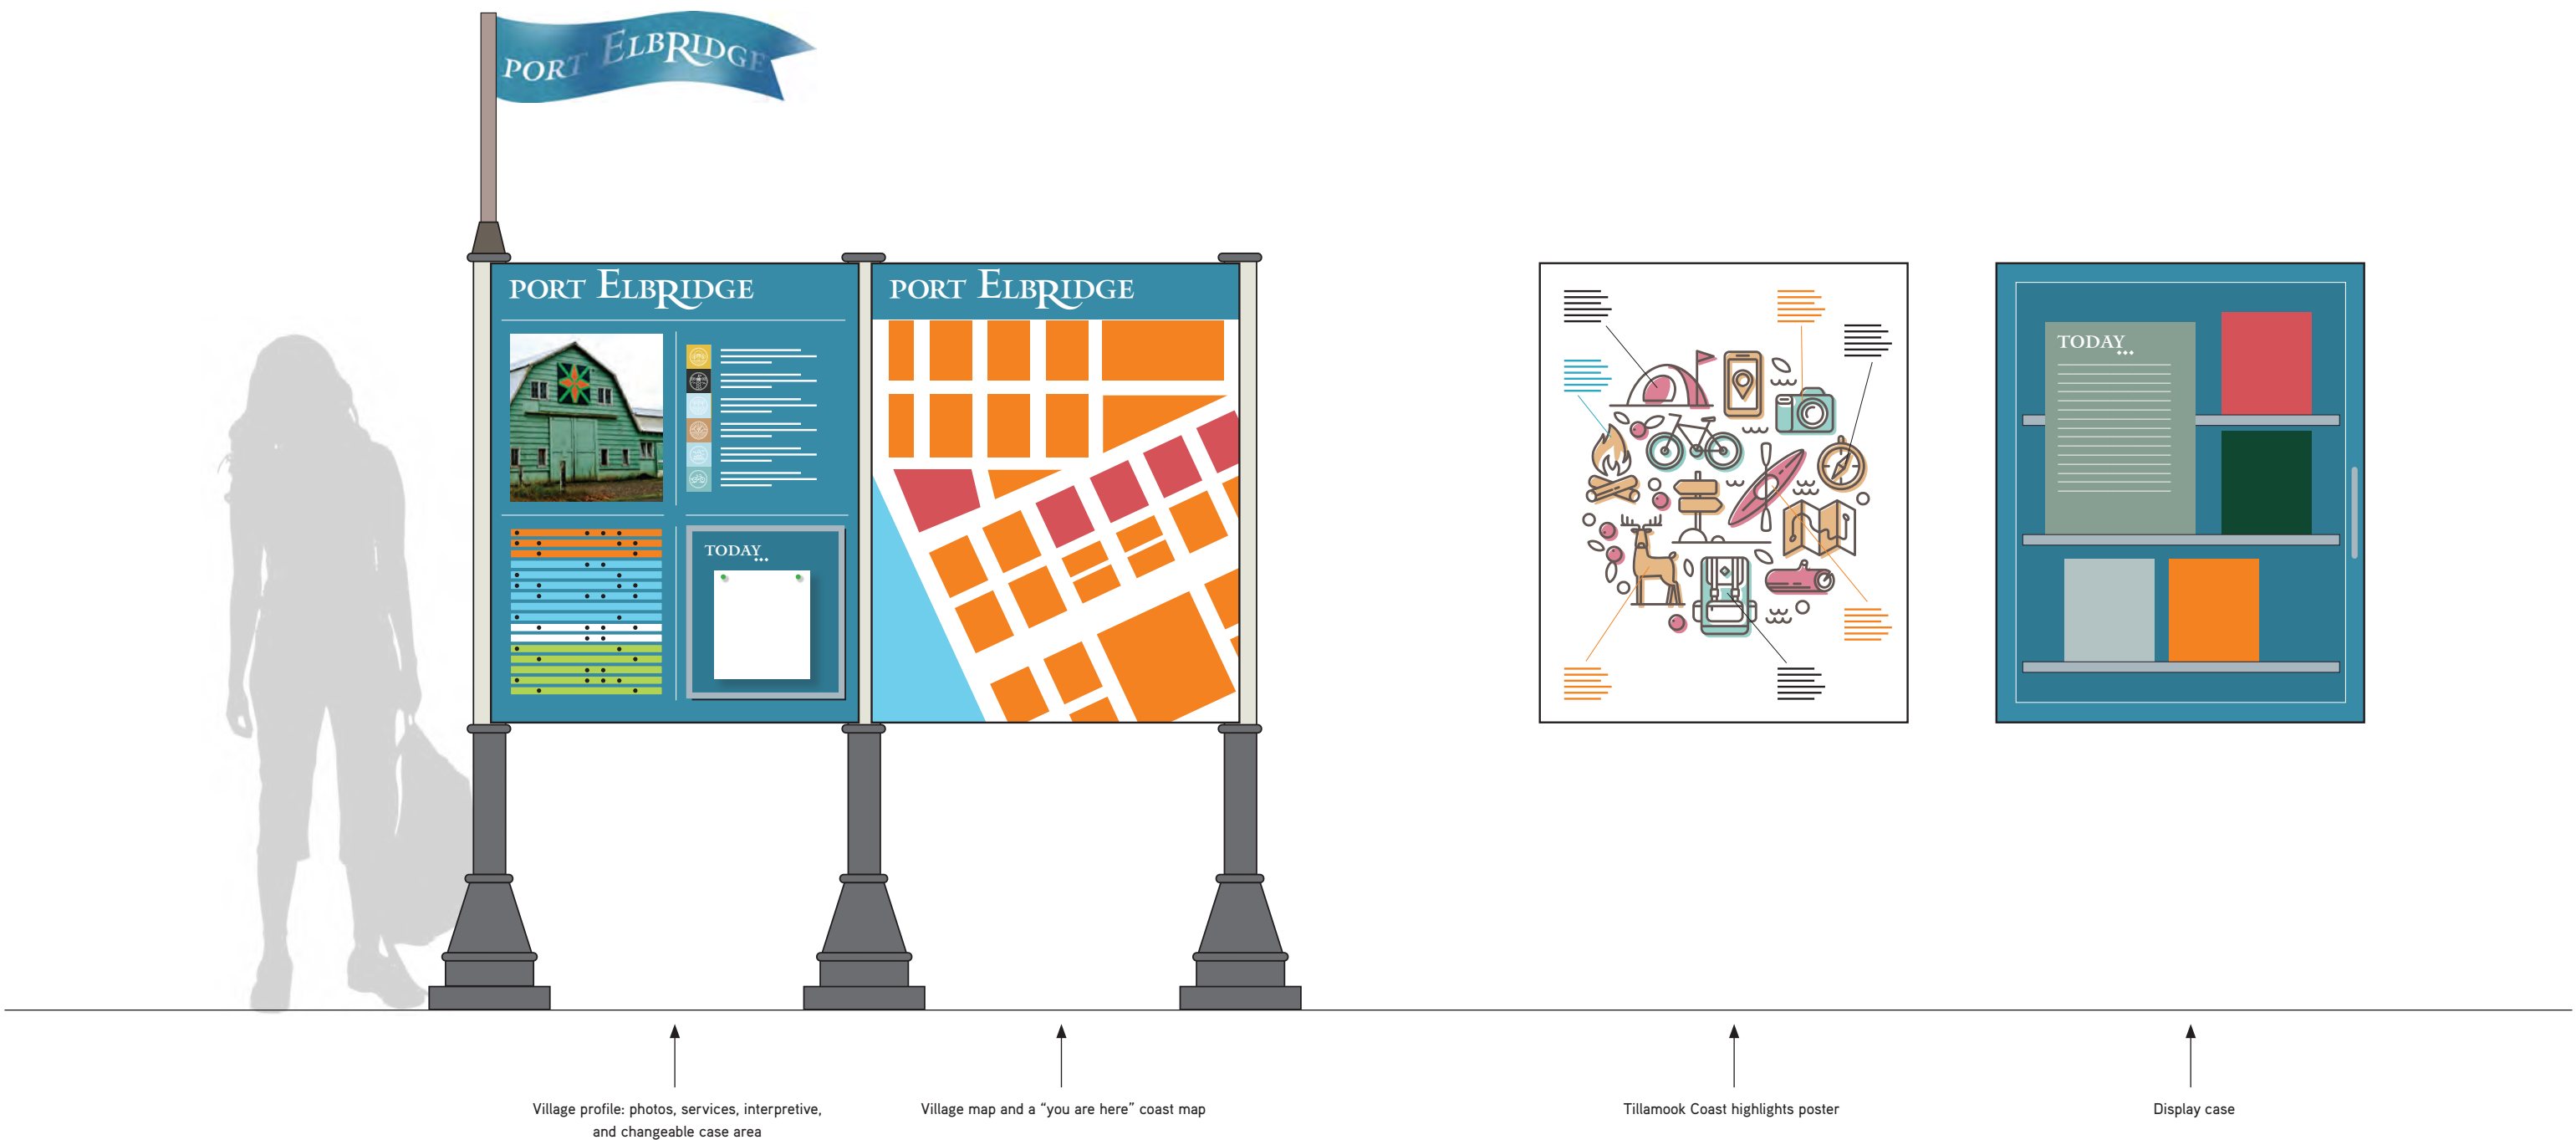 PORT ELBRIDGE
PORT ELBRIDGE
PORT ELBRIDGE
TODAY...
TODAY...
Village profile: photos, services, interpretive,
and changeable case area
Village map and a “you are here” coast map
Tillamook Coast highlights poster
Display case